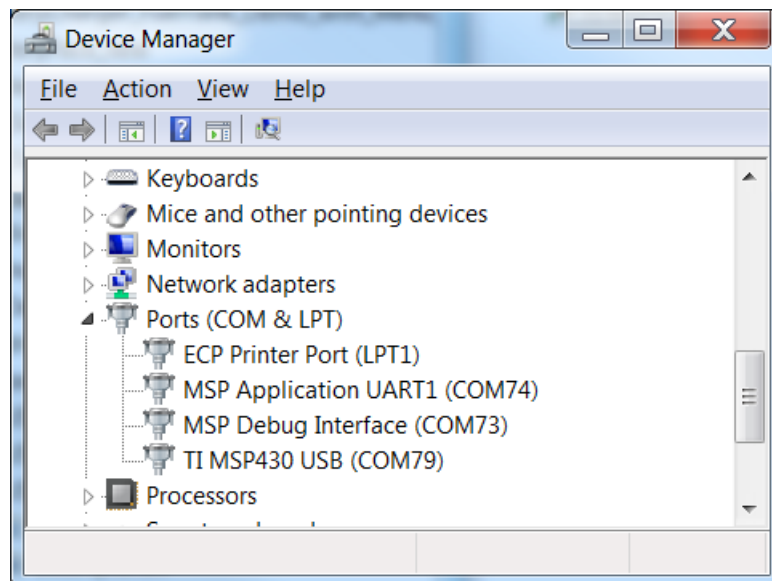 Device Manager
File Action View Help
Keyboards
Mice and other pointing devices
Monitors
Network adapters
Ports (COM & LPT)
ECP Printer Port (LPT1)
MSP Application UART1 (COM74)
MSP Debug Interface (COM73)
TI MSP430 USB (COM79)
Processors